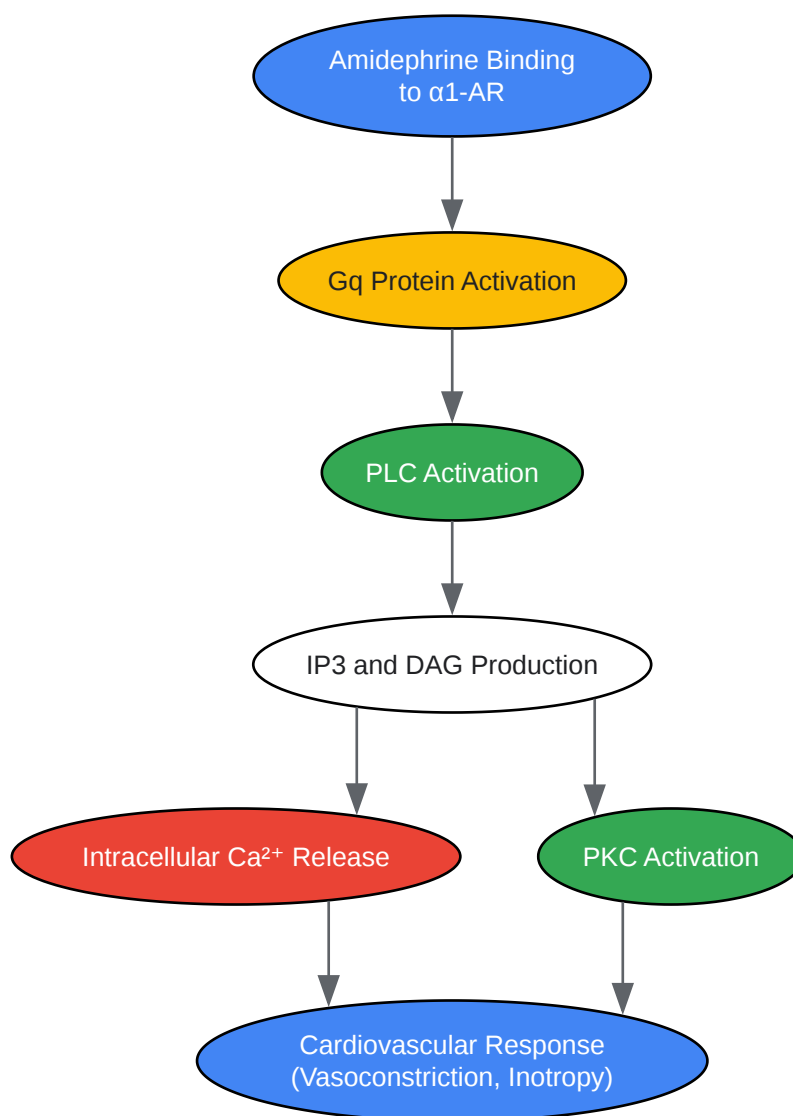 Amidephrine Binding
to α1-AR
Gq Protein Activation
PLC Activation
IP3 and DAG Production
Intracellular Ca²⁺ Release
PKC Activation
Cardiovascular Response
(Vasoconstriction, Inotropy)